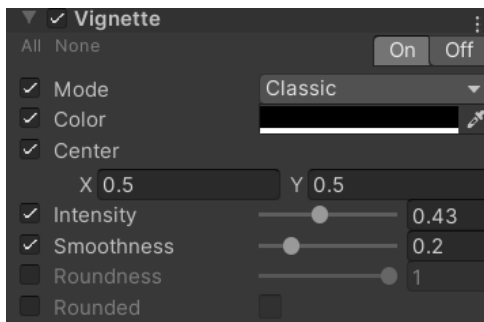 Vignette
All None On Off
Mode Classic
Color
Center
X 0.5 Y 0.5
Intensity 0.43
Smoothness 0.2
Roundness 1
Rounded